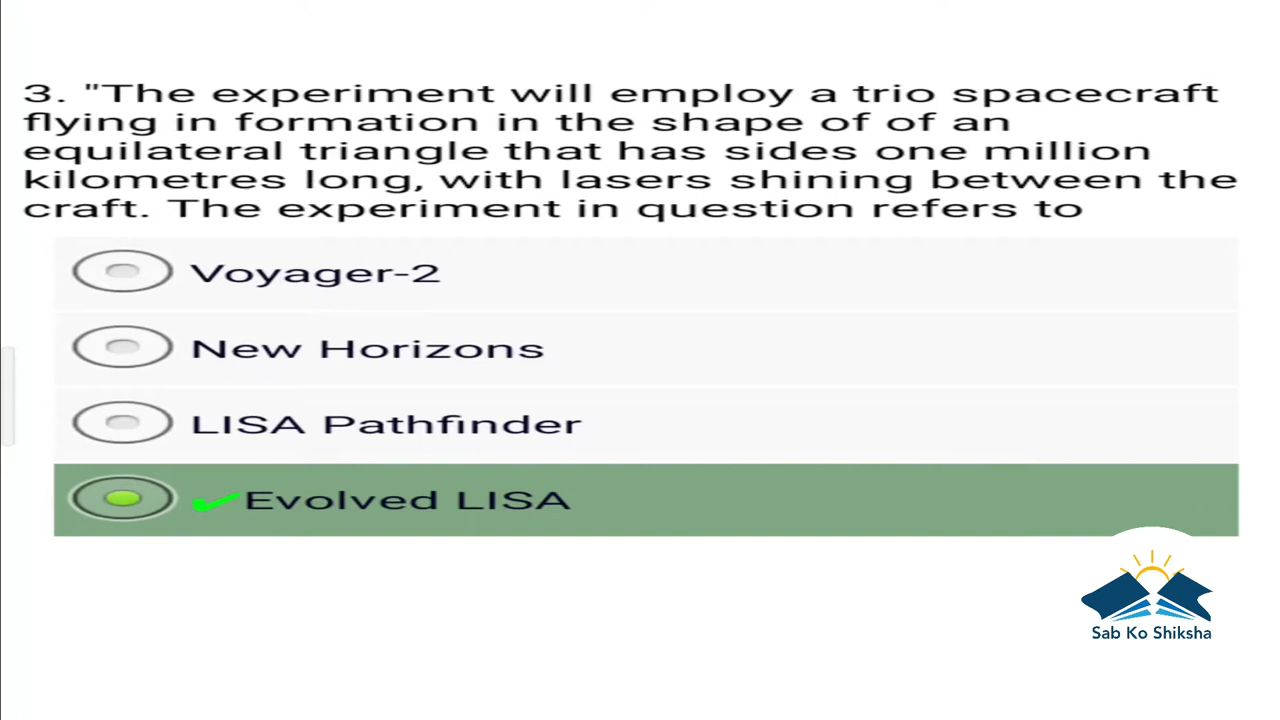 3. "The experiment will employ a trio spacecraft
flying in formation in the shape of of an
equilateral triangle that has sides one million
kilometres long, with lasers shining between the
craft. The experiment in question refers to
Voyager-2
New Horizons
LISA Pathfinder
Evolved LISA
Sab Ko Shiksha